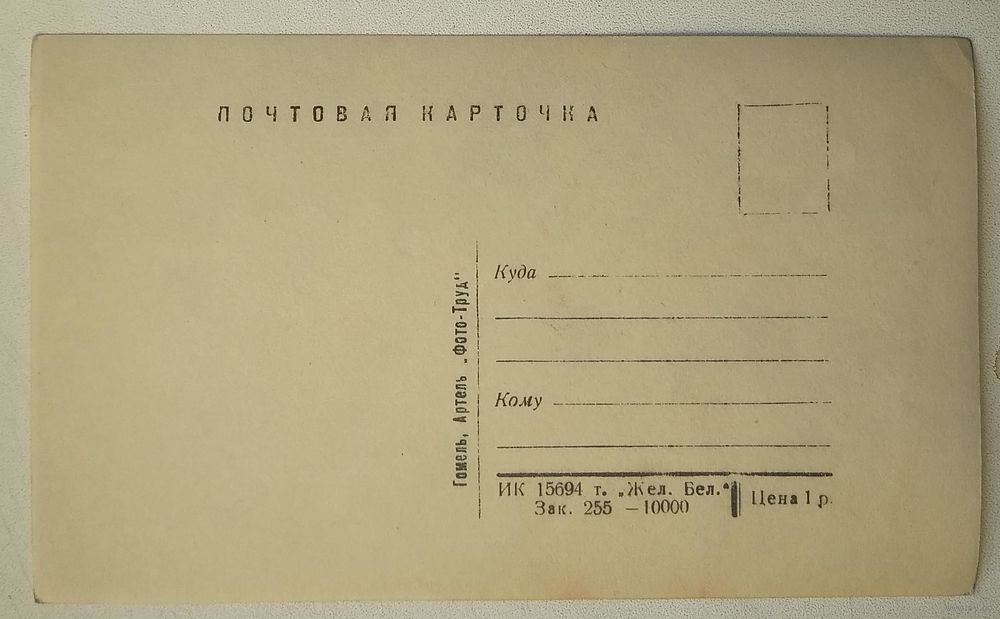 ПОЧТОВАЯ КАРТОЧКА
Гомель, Артель „Фото-Труд“
Куда
Кому
ИК 15694 т. „Жел. Бел.“
Зак. 255 — 10000
Цена 1 р.